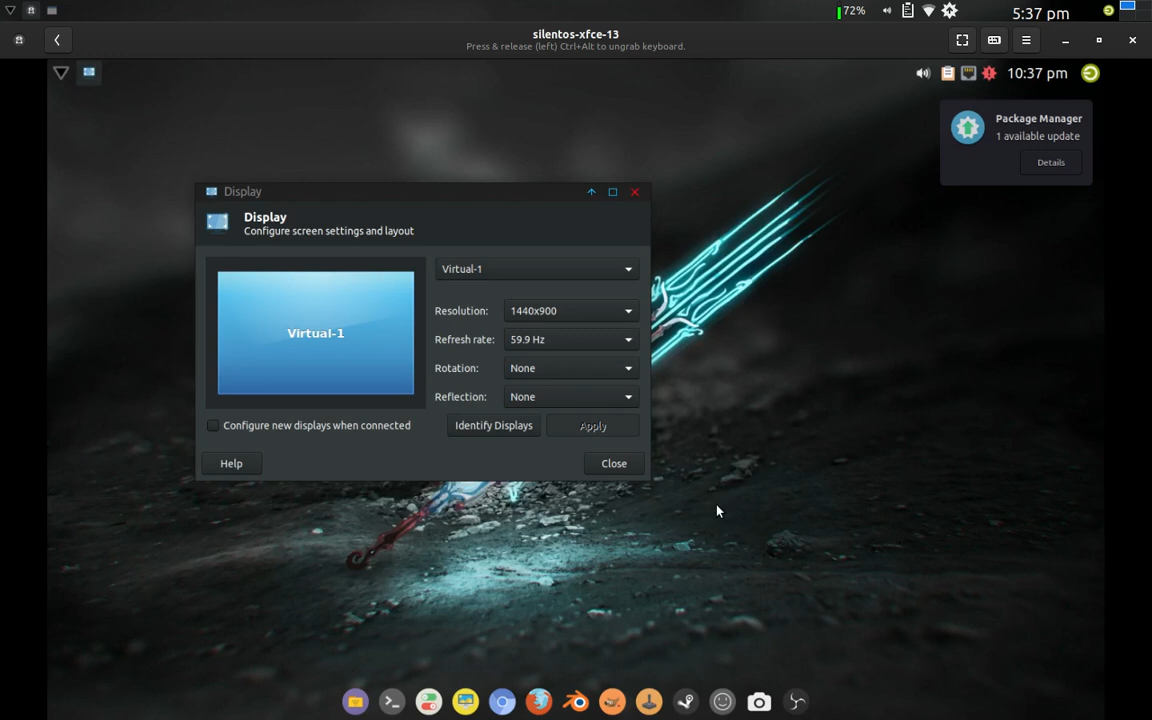 72%
5:37 pm
silentos-xfce-13
Press & release (left) Ctrl+Alt to ungrab keyboard.
10:37 pm
Package Manager
1 available update
Details
Display
Display
Configure screen settings and layout
Virtual-1
Virtual-1
Resolution: 1440x900
Refresh rate: 59.9 Hz
Rotation: None
Reflection: None
Configure new displays when connected
Identify Displays
Apply
Help
Close